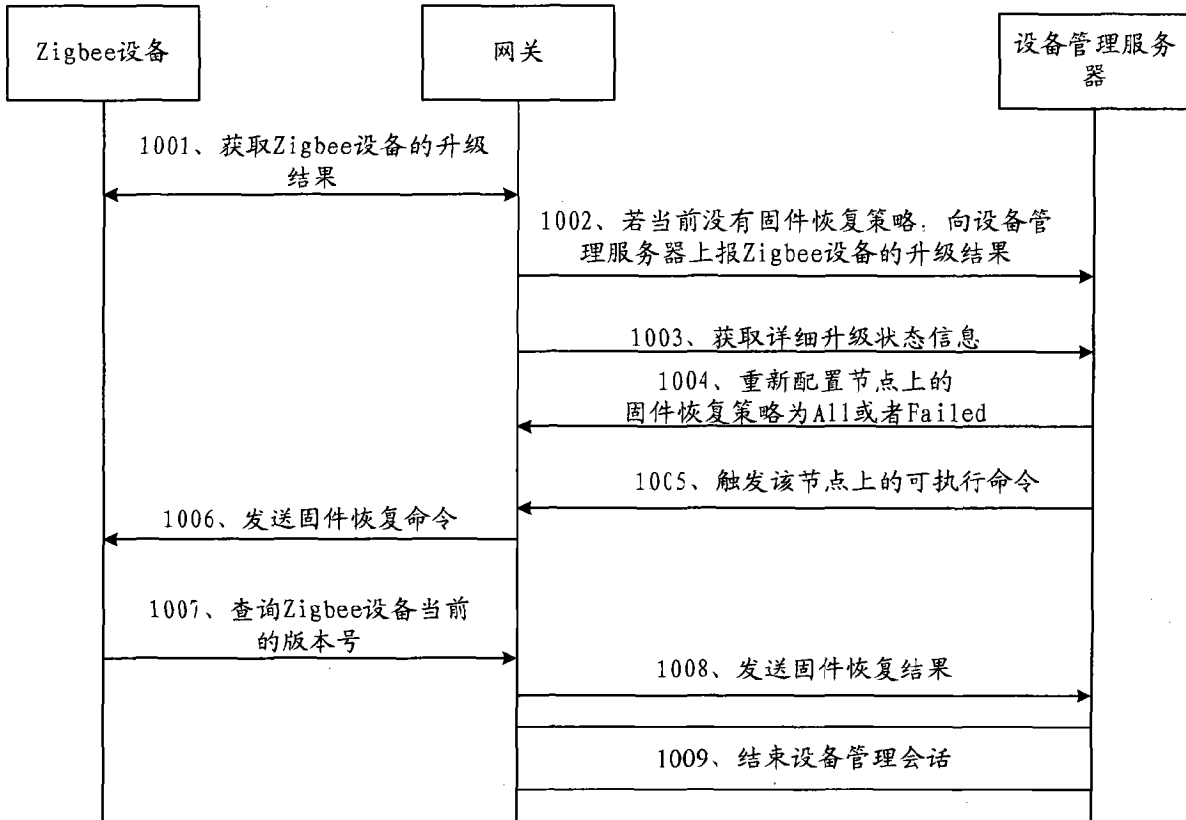 Zigbee设备
网关
设备管理服务
器
1001、获取Zigbee设备的升级
结果
1002、若当前没有固件恢复策略,向设备管
理服务器上报Zigbee设备的升级结果
1003、获取详细升级状态信息
1004、重新配置节点上的
固件恢复策略为All或者Failed
1005、触发该节点上的可执行命令
1006、发送固件恢复命令
1007、查询Zigbee设备当前
的版本号
1008、发送固件恢复结果
1009、结束设备管理会话